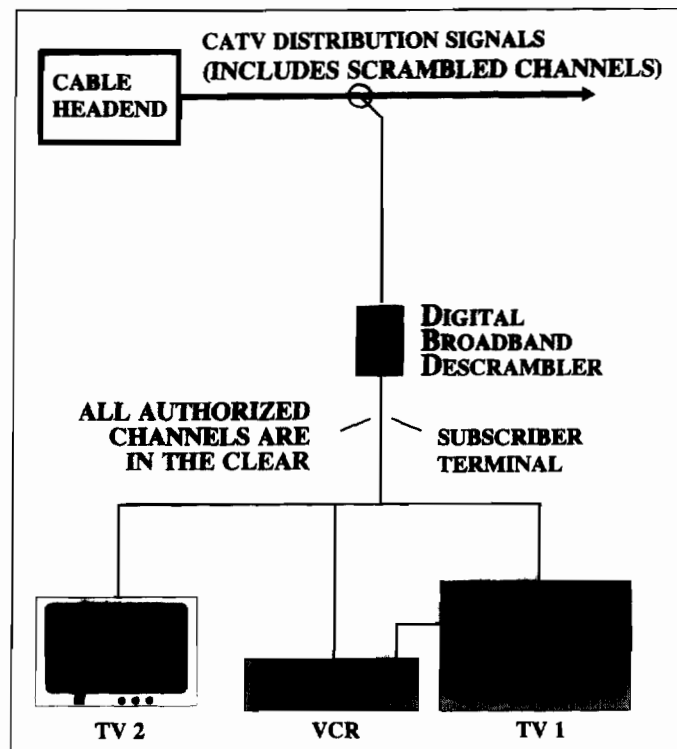 CATV DISTRIBUTION SIGNALS
(INCLUDES SCRAMBLED CHANNELS)
CABLE
HEADEND
DIGITAL
BROADBAND
DESCRAMBLER
ALL AUTHORIZED
CHANNELS ARE
IN THE CLEAR
SUBSCRIBER
TERMINAL
TV 2
VCR
TV 1